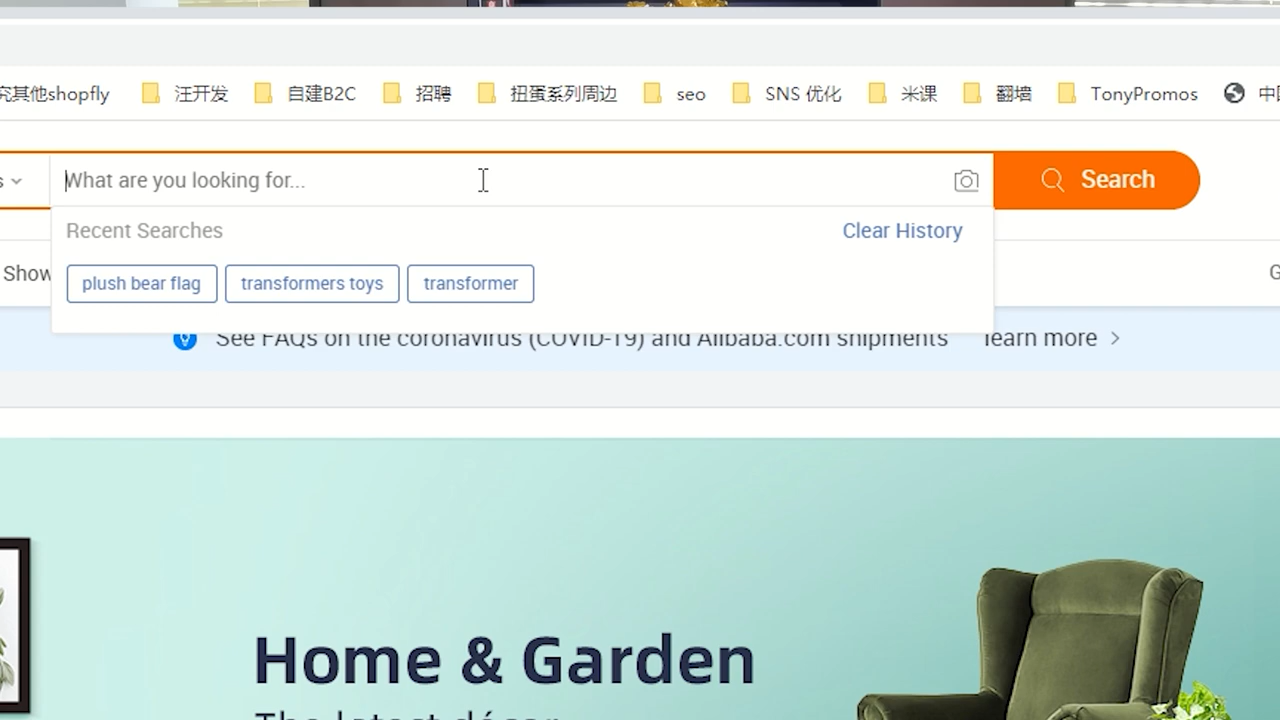 究其他shopfly 汪开发 自建B2C 招聘 扭蛋系列周边 seo SNS 优化 米课 翻墙 TonyPromos 中国
s What are you looking for... Search
Recent Searches Clear History
Show
plush bear flag transformers toys transformer
See FAQs on the coronavirus (COVID-19) and Alibaba.com shipments learn more
Home & Garden
The latest décor